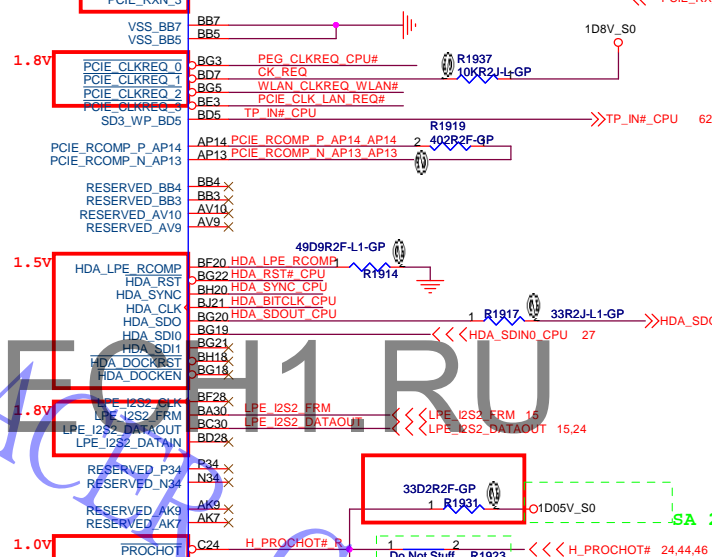 PCIE_RXN_3
VSS_BB7 BB7
VSS_BB5 BB5
1D8V_S0
1.8V
PCIE_CLKREQ_0 BG3 PEG_CLKREQ_CPU# R1937
PCIE_CLKREQ_1 BD7 CK_REQ 10KR2J-L-GP
PCIE_CLKREQ_2 BG5 WLAN_CLKREQ_WLAN#
PCIE_CLKREQ_3 BE3 PCIE_CLK_LAN_REQ#
SD3_WP_BD5 BD5 TP_IN#_CPU TP_IN#_CPU 62
R1919
PCIE_RCOMP_P_AP14 AP14 PCIE_RCOMP_P_AP14_AP14 2 402R2F-GP
PCIE_RCOMP_N_AP13 AP13 PCIE_RCOMP_N_AP13_AP13
RESERVED_BB4 BB4
RESERVED_BB3 BB3
RESERVED_AV10 AV10
RESERVED_AV9 AV9
49D9R2F-L1-GP
1.5V
HDA_LPE_RCOMP BF20 HDA_LPE_RCOMP 1 R1914
HDA_RST BG22 HDA_RST#_CPU
HDA_SYNC BH20 HDA_SYNC_CPU
HDA_CLK BJ21 HDA_BITCLK_CPU
HDA_SDO BG20 HDA_SDOUT_CPU 1 R1917 33R2J-L1-GP HDA_SDO
HDA_SDI0 BG19 HDA_SDIN0_CPU 27
HDA_SDI1 BG21
HDA_DOCKRST BH18
HDA_DOCKEN BG18
1.8V
LPE_I2S2_CLK BF28
LPE_I2S2_FRM BA30 LPE_I2S2_FRM LPE_I2S2_FRM 15
LPE_I2S2_DATAOUT BC30 LPE_I2S2_DATAOUT LPE_I2S2_DATAOUT 15,24
LPE_I2S2_DATAIN BD28
RESERVED_P34 P34
RESERVED_N34 N34
33D2R2F-GP
RESERVED_AK9 AK9 1 R1931 1D05V_S0
RESERVED_AK7 AK7 SA 2
1.0V
PROCHOT C24 H_PROCHOT#_R 1 2 H_PROCHOT# 24,44,46
Do Not Stuff R1923